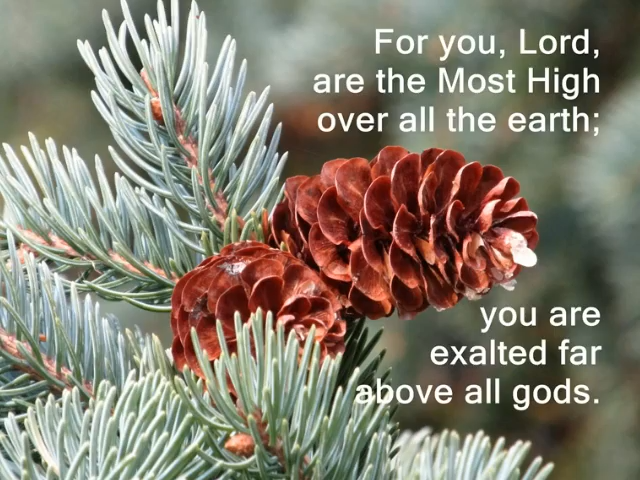 For you, Lord,
are the Most High
over all the earth;
you are
exalted far
above all gods.